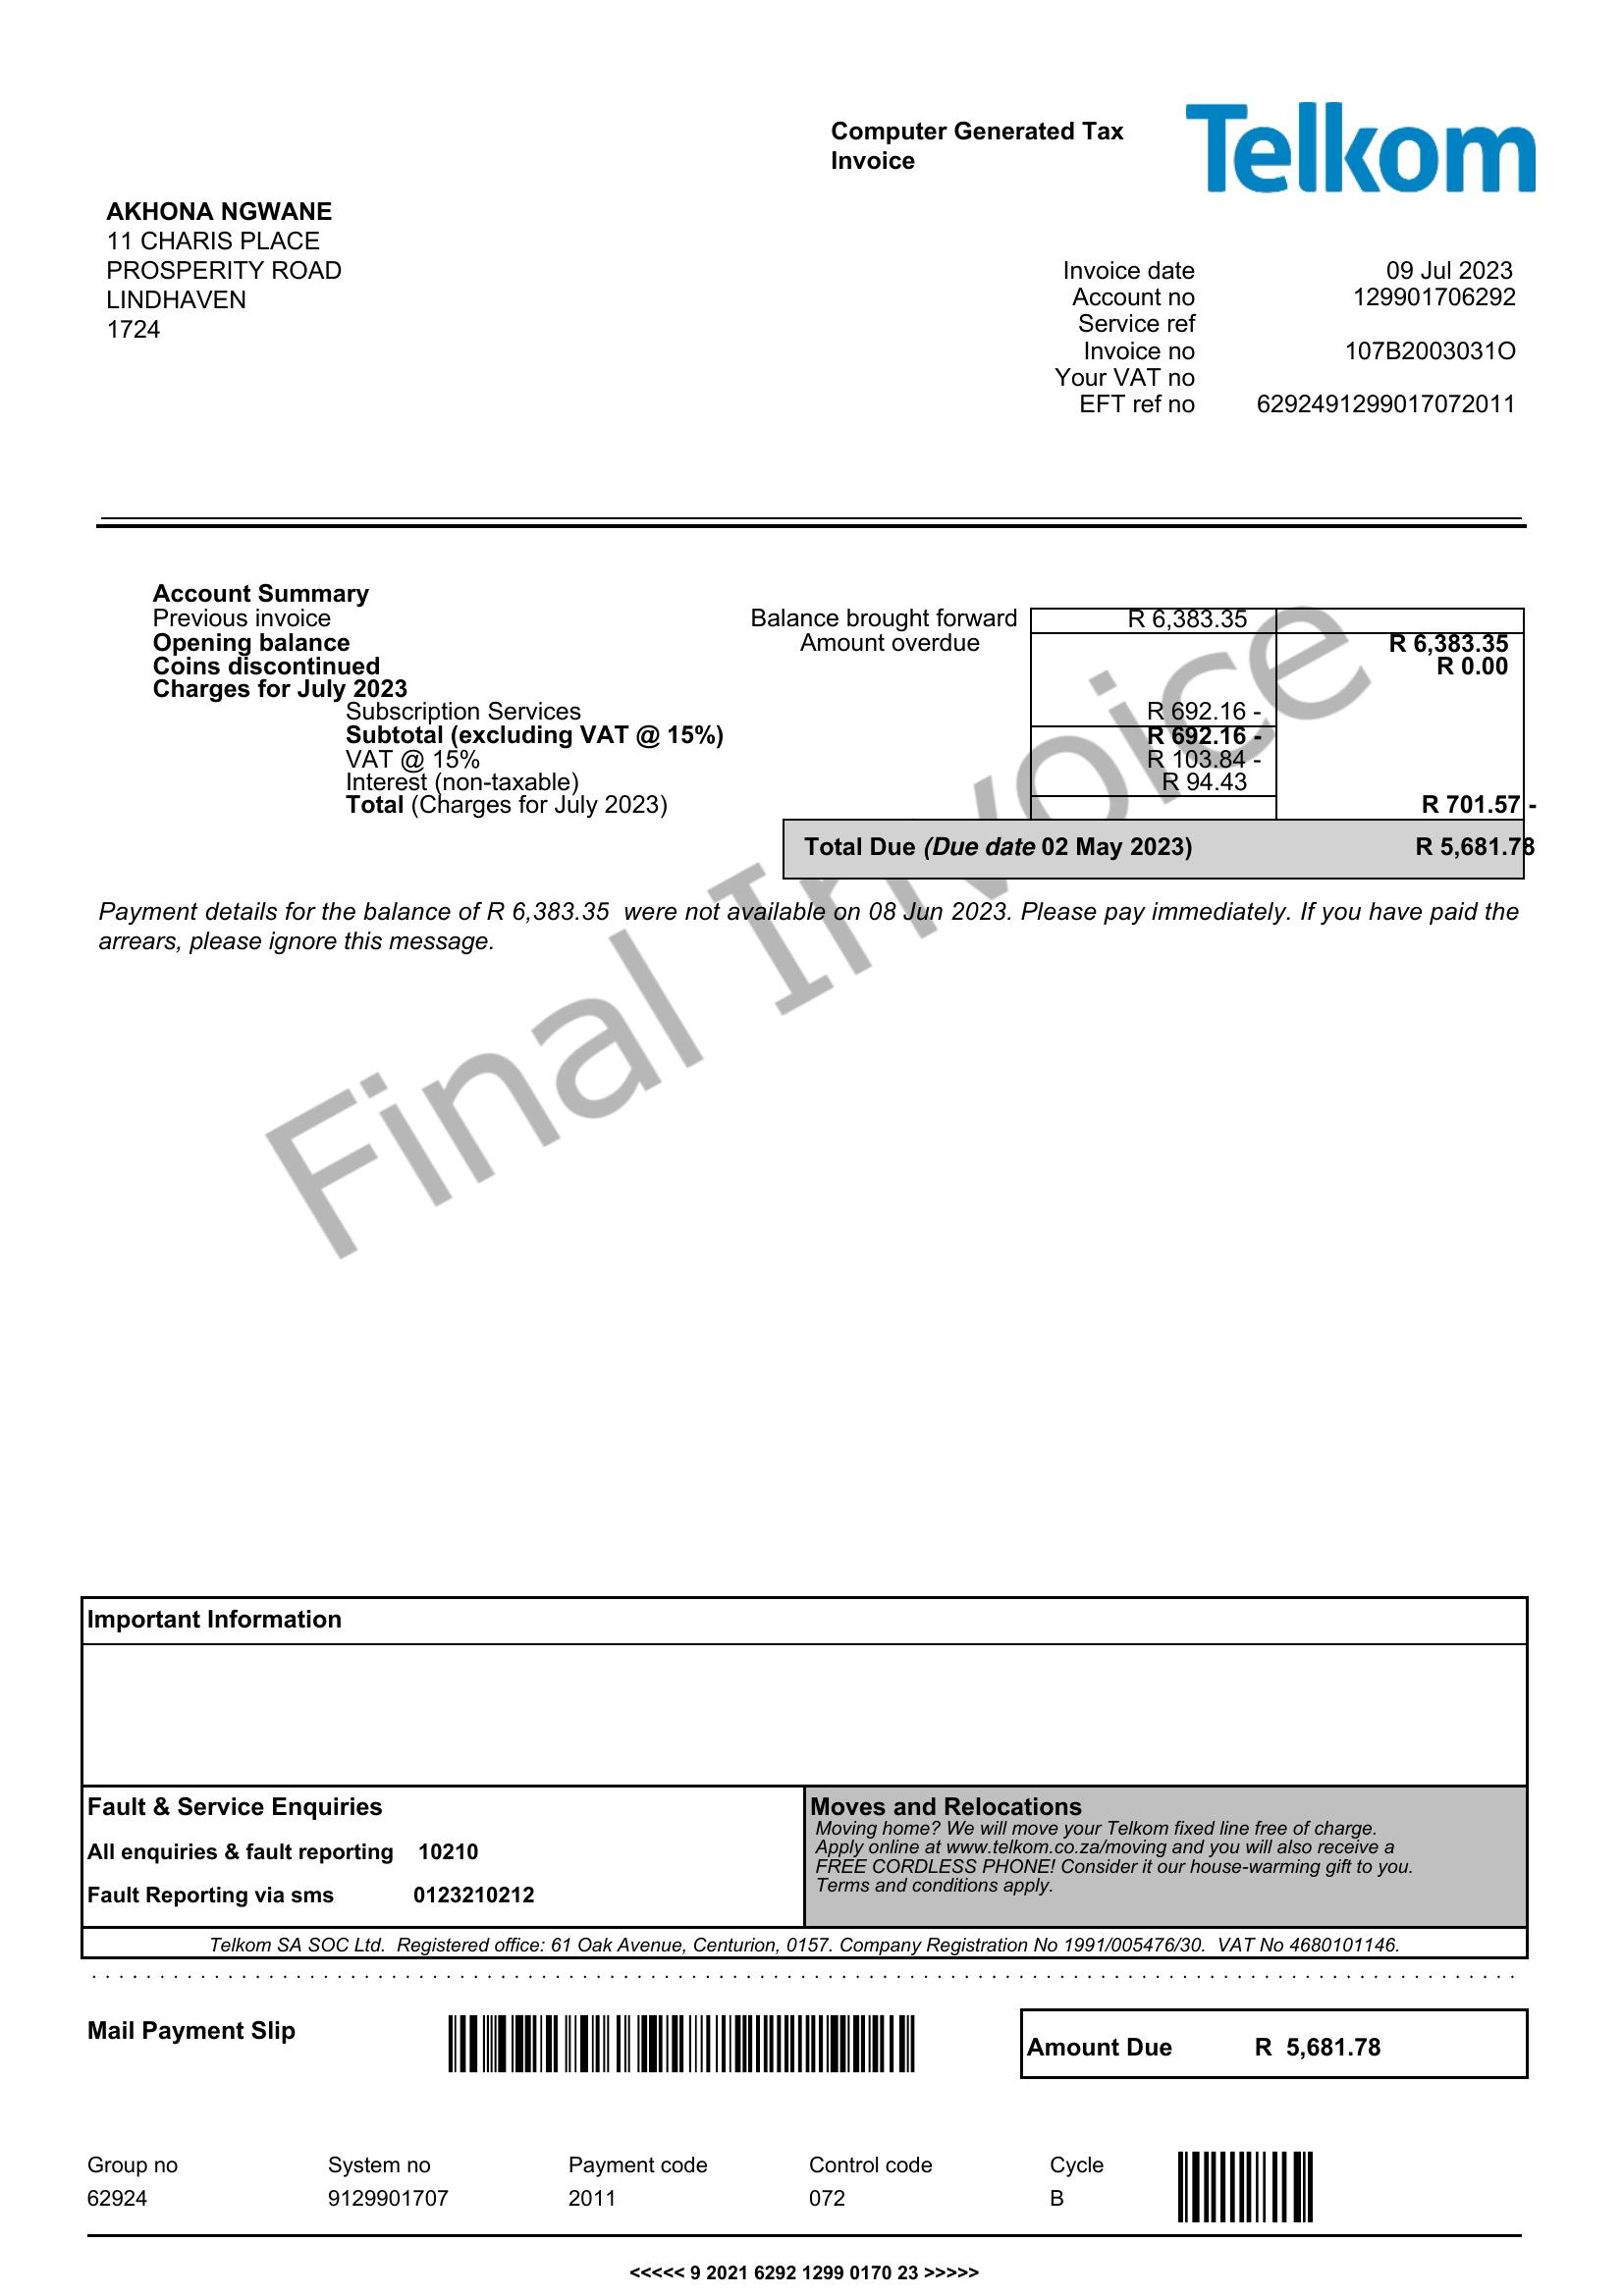 Computer Generated Tax
Invoice
Telkom
AKHONA NGWANE
11 CHARIS PLACE
PROSPERITY ROAD
LINDHAVEN
1724
Invoice date 09 Jul 2023
Account no 129901706292
Service ref
Invoice no 107B2003031O
Your VAT no
EFT ref no 6292491299017072011
Account Summary
Previous invoice Balance brought forward R 6,383.35
Opening balance Amount overdue R 6,383.35
Coins discontinued R 0.00
Charges for July 2023
Subscription Services R 692.16 -
Subtotal (excluding VAT @ 15%) R 692.16 -
VAT @ 15% R 103.84 -
Interest (non-taxable) R 94.43
Total (Charges for July 2023) R 701.57 -
Total Due (Due date 02 May 2023) R 5,681.78
Payment details for the balance of R 6,383.35 were not available on 08 Jun 2023. Please pay immediately. If you have paid the
arrears, please ignore this message.
Final Invoice
Important Information
Fault & Service Enquiries
All enquiries & fault reporting 10210
Fault Reporting via sms 0123210212
Moves and Relocations
Moving home? We will move your Telkom fixed line free of charge.
Apply online at www.telkom.co.za/moving and you will also receive a
FREE CORDLESS PHONE! Consider it our house-warming gift to you.
Terms and conditions apply.
Telkom SA SOC Ltd. Registered office: 61 Oak Avenue, Centurion, 0157. Company Registration No 1991/005476/30. VAT No 4680101146.
Mail Payment Slip
Amount Due R 5,681.78
Group no System no Payment code Control code Cycle
62924 9129901707 2011 072 B
<<<<< 9 2021 6292 1299 0170 23 >>>>>